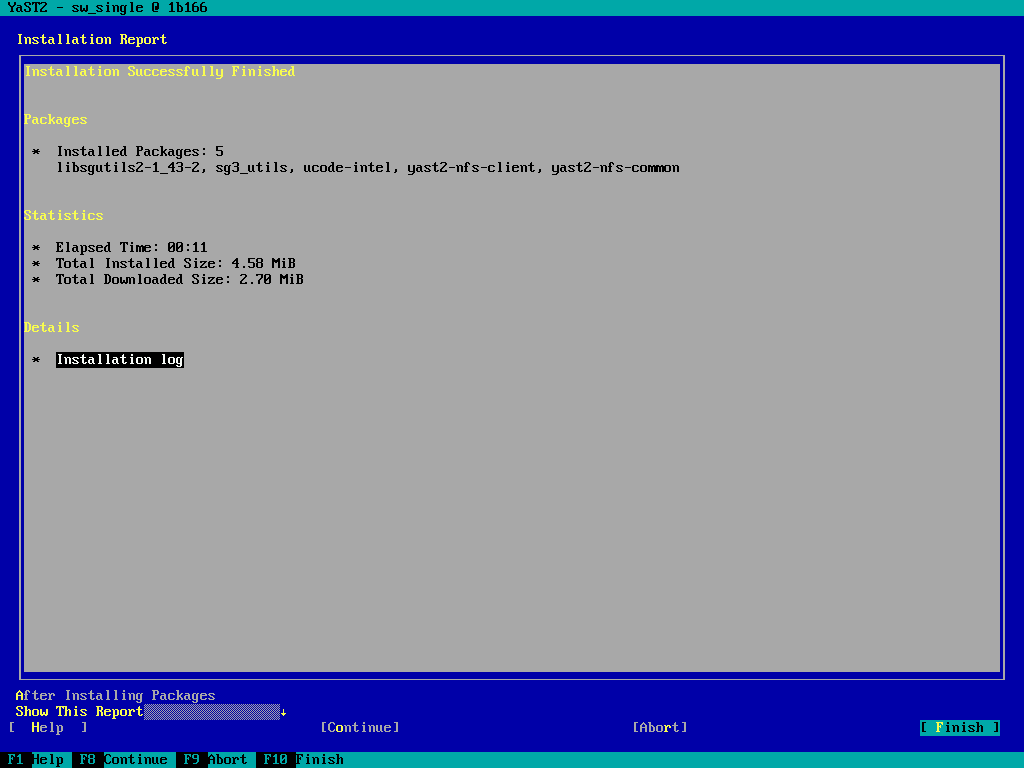 YaST2 - sw_single @ 1b166
Installation Report
Installation Successfully Finished
Packages
* Installed Packages: 5
libsgutils2-1_43-2, sg3_utils, ucode-intel, yast2-nfs-client, yast2-nfs-common
Statistics
* Elapsed Time: 00:11
* Total Installed Size: 4.58 MiB
* Total Downloaded Size: 2.70 MiB
Details
* Installation log
After Installing Packages
Show This Report↓
[ Help ] [Continue] [Abort] [ Finish ]
F1 Help F8 Continue F9 Abort F10 Finish